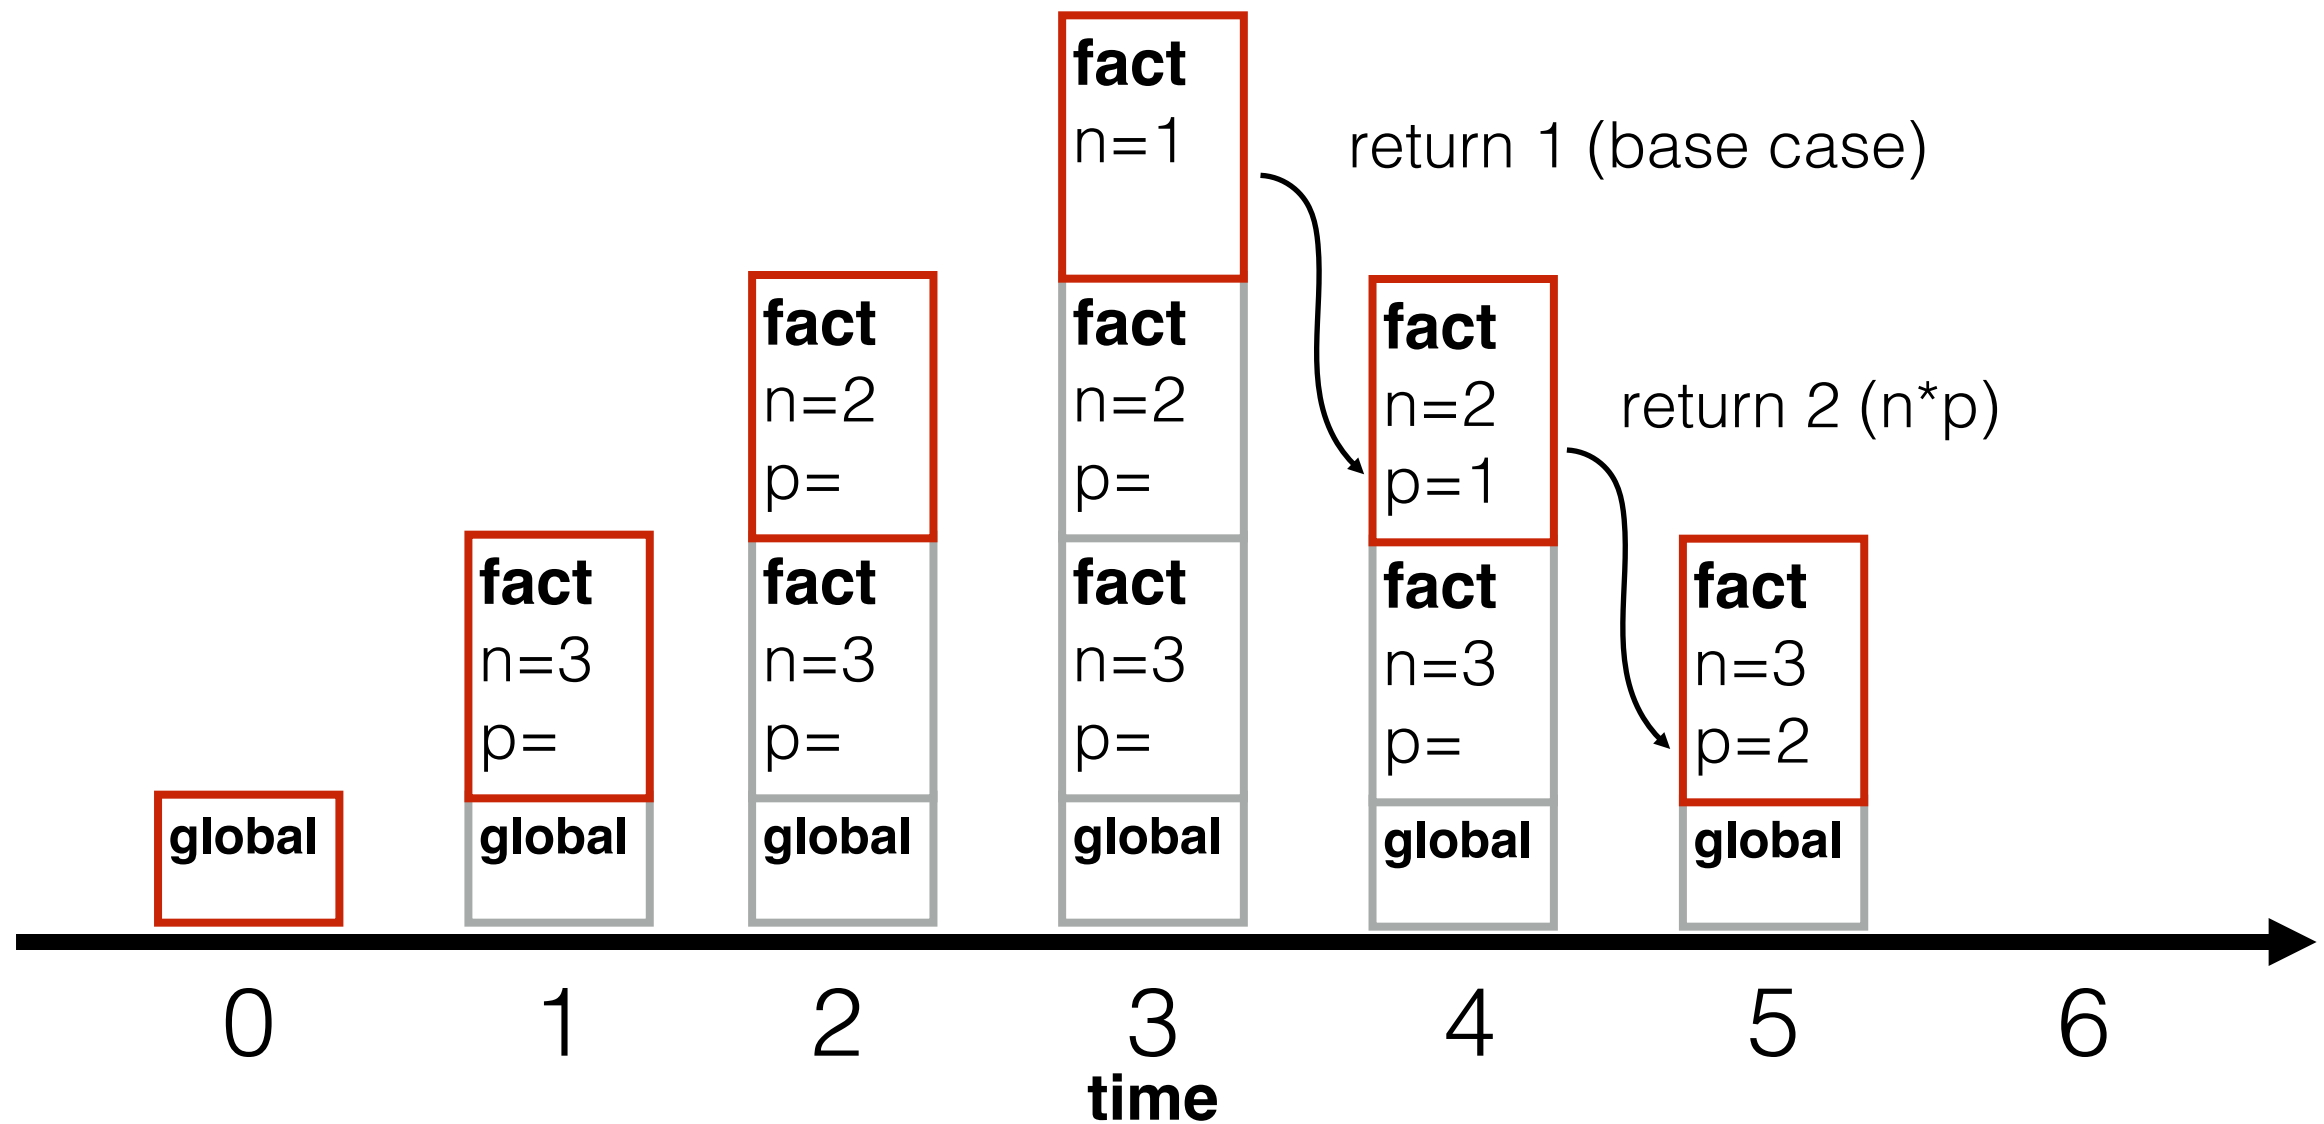 global
fact
n=3
p=
global
fact
n=2
p=
fact
n=3
p=
global
fact
n=1
fact
n=2
p=
fact
n=3
p=
global
return 1 (base case)
fact
n=2
p=1
fact
n=3
p=
global
return 2 (n*p)
fact
n=3
p=2
global
0 1 2 3 4 5 6
time